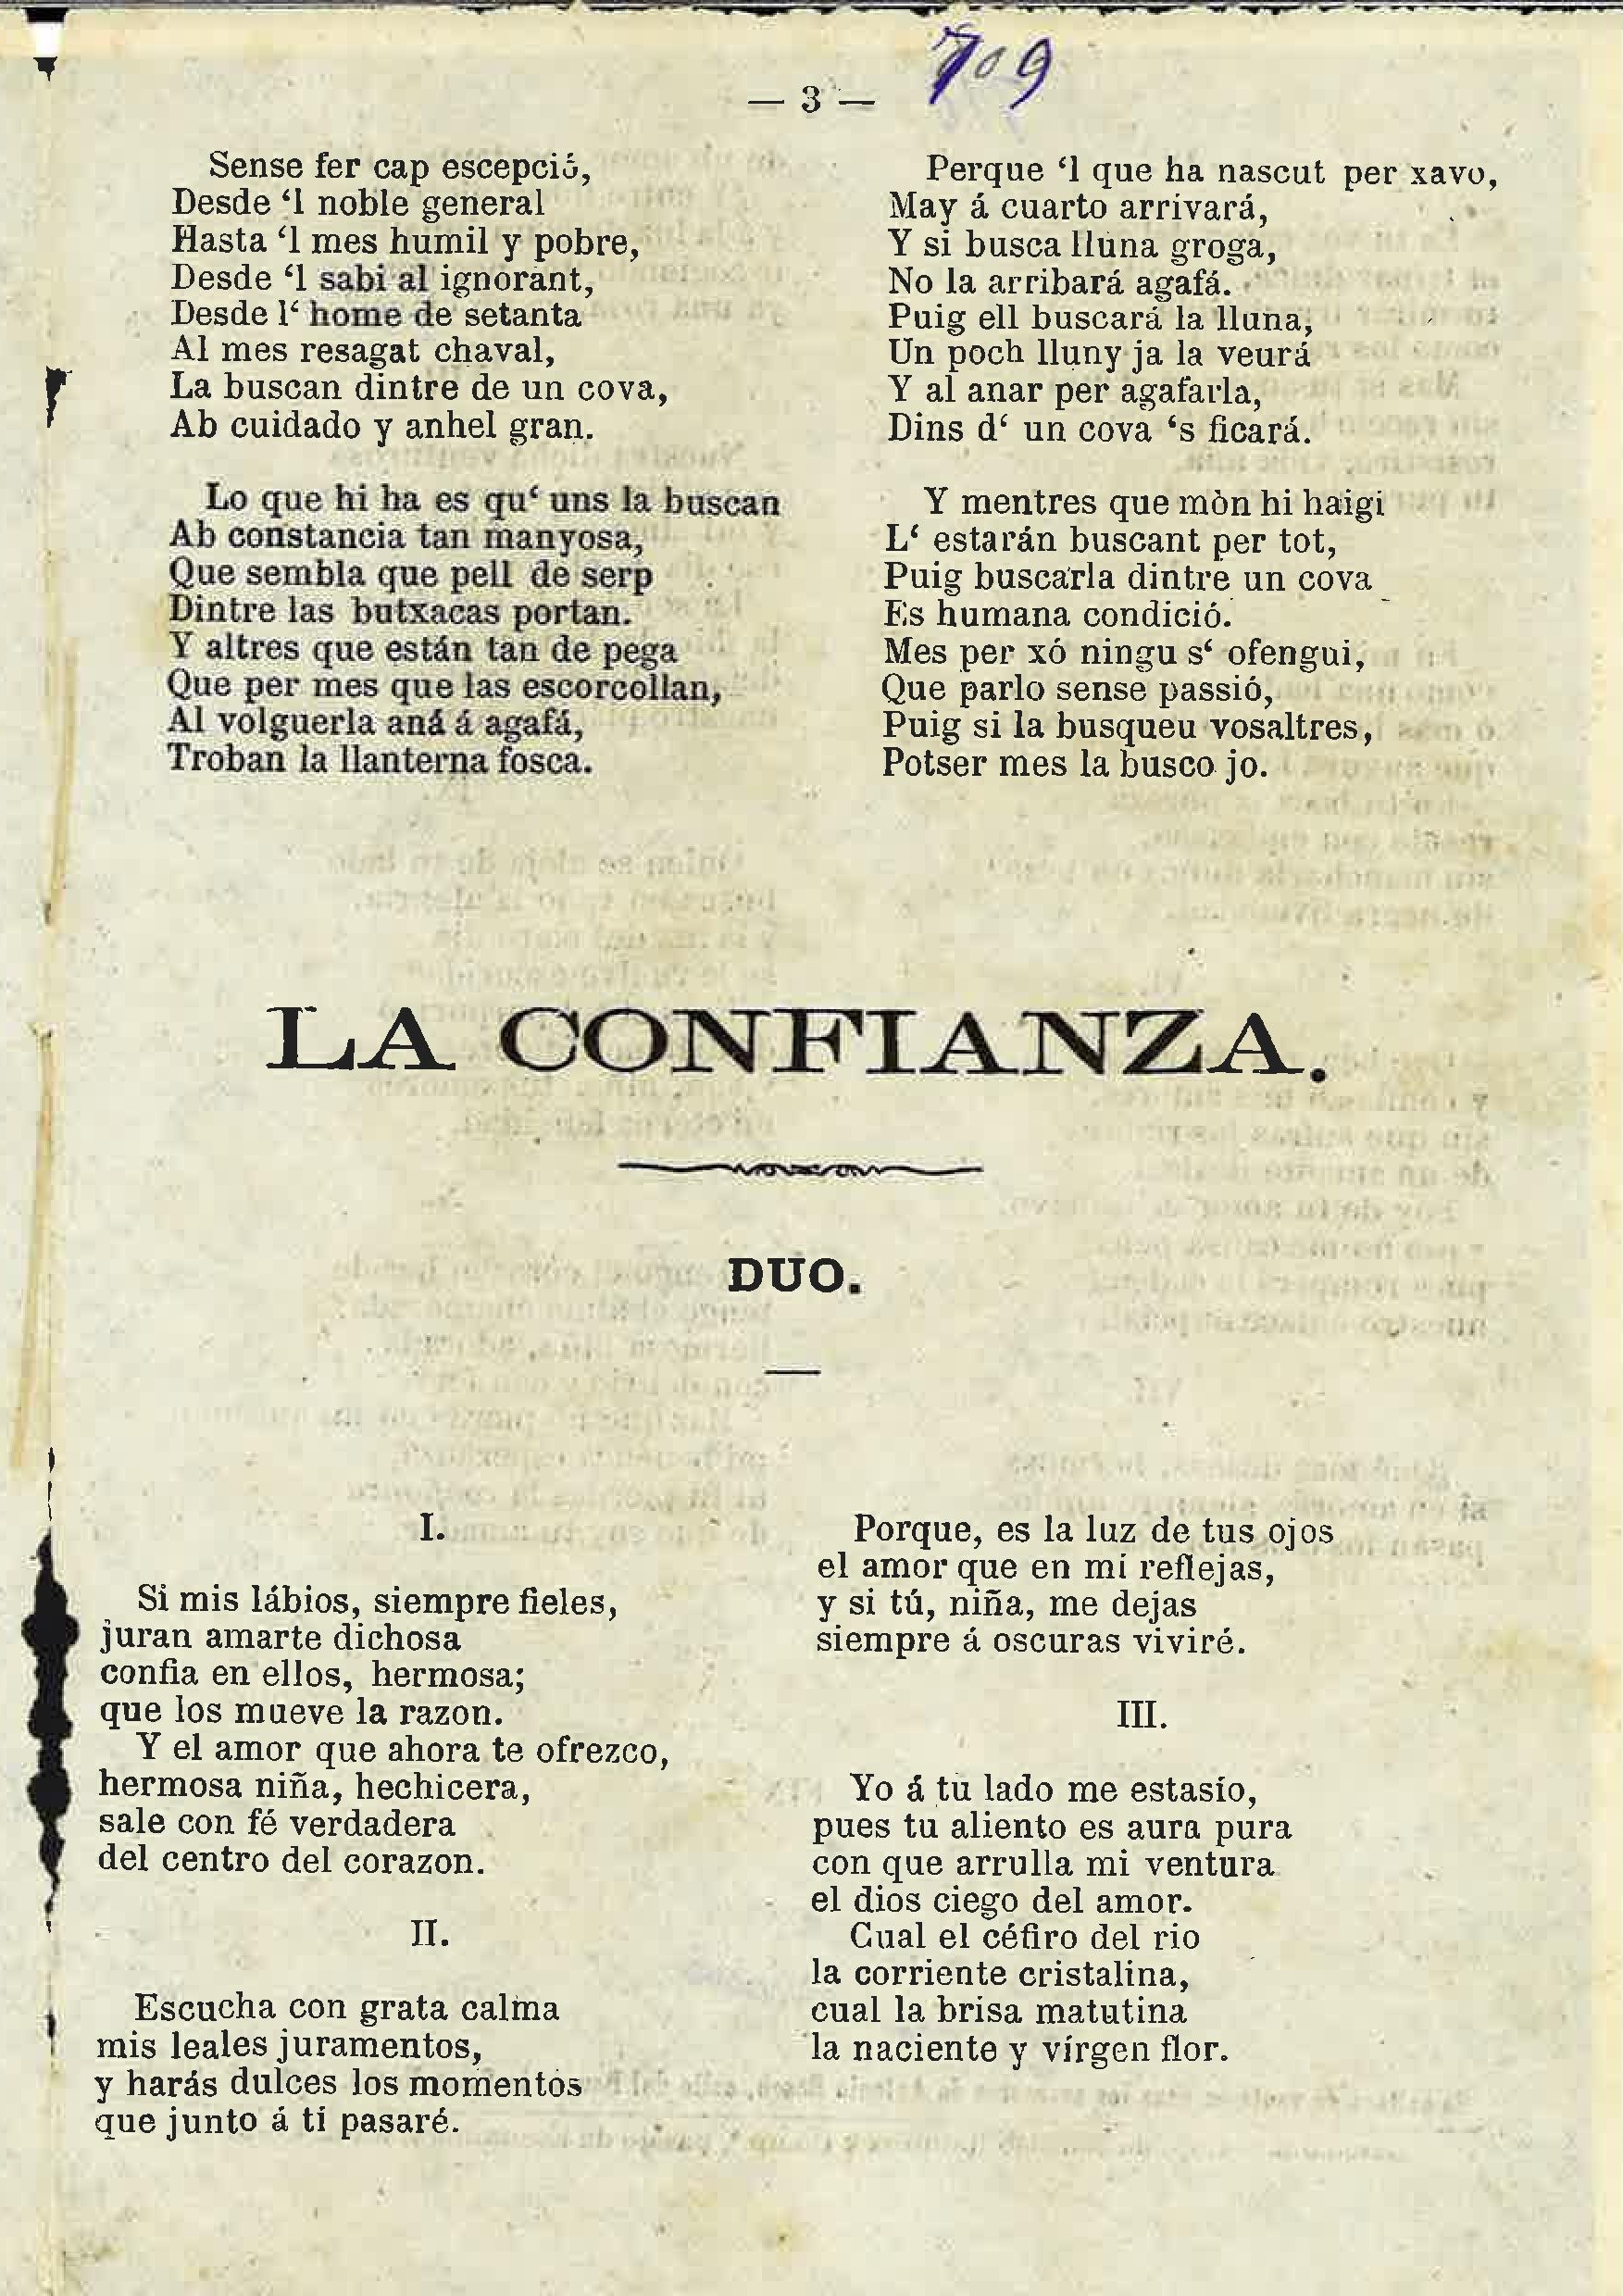 — 3 —
709
Sense fer cap escepció,
Desde ‘l noble general
Hasta ‘l mes humil y pobre,
Desde ‘l sabi al ignorant,
Desde l‘ home de setanta
Al mes resagat chaval,
La buscan dintre de un cova,
Ab cuidado y anhel gran.
Lo que hi ha es qu‘ uns la buscan
Ab constancia tan manyosa,
Que sembla que pell de serp
Dintre las butxacas portan.
Y altres que están tan de pega
Que per mes que las escorcollan,
Al volguerla aná á agafá,
Troban la llanterna fosca.
Perque ‘l que ha nascut per xavo,
May á cuarto arrivará,
Y si busca lluna groga,
No la arribará agafá.
Puig ell buscará la lluna,
Un poch lluny ja la veurá
Y al anar per agafarla,
Dins d‘ un cova ‘s ficará.
Y mentres que mòn hi haigi
L‘ estarán buscant per tot,
Puig buscarla dintre un cova
Es humana condició.
Mes per xó ningu s‘ ofengui,
Que parlo sense passió,
Puig si la busqueu vosaltres,
Potser mes la busco jo.
LA CONFIANZA.
DUO.
I.
Si mis lábios, siempre fieles,
juran amarte dichosa
confia en ellos, hermosa;
que los mueve la razon.
Y el amor que ahora te ofrezco,
hermosa niña, hechicera,
sale con fé verdadera
del centro del corazon.
II.
Escucha con grata calma
mis leales juramentos,
y harás dulces los momentos
que junto á ti pasaré.
Porque, es la luz de tus ojos
el amor que en mí reflejas,
y si tú, niña, me dejas
siempre á oscuras viviré.
III.
Yo á tu lado me estasío,
pues tu aliento es aura pura
con que arrulla mi ventura
el dios ciego del amor.
Cual el céfiro del rio
la corriente cristalina,
cual la brisa matutina
la naciente y vírgen flor.